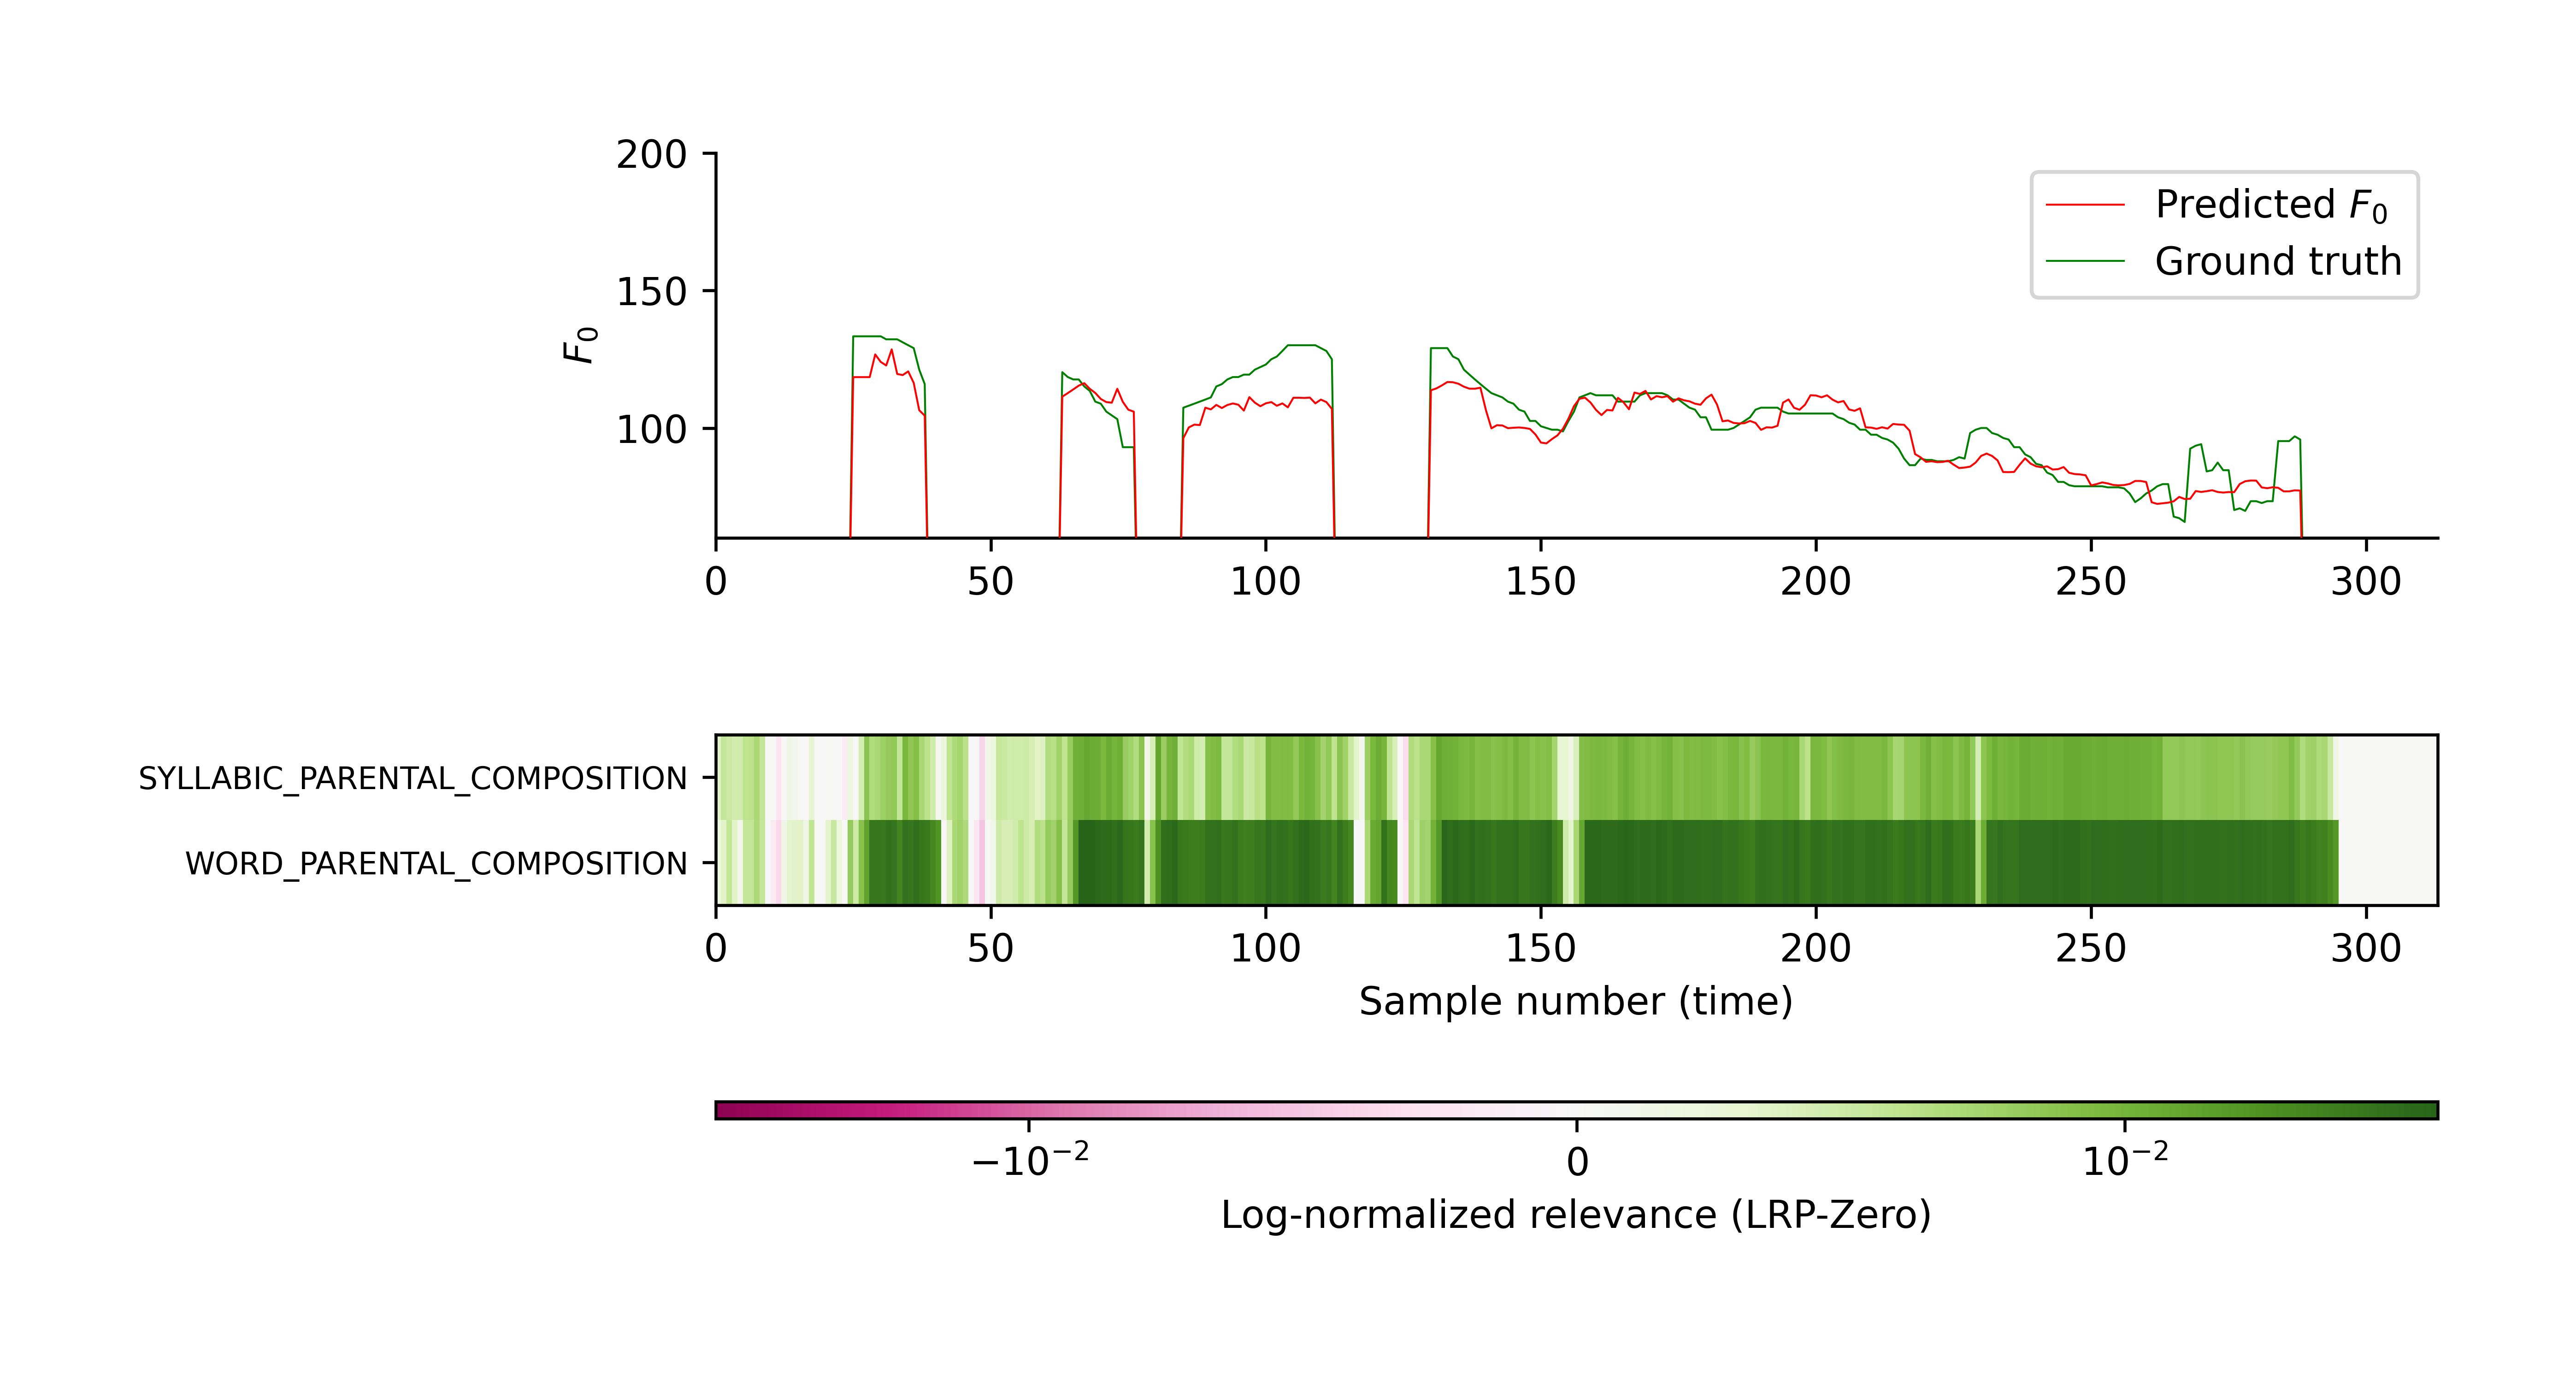 200
150
100
F0
Predicted F0
Ground truth
0 50 100 150 200 250 300
SYLLABIC_PARENTAL_COMPOSITION
WORD_PARENTAL_COMPOSITION
0 50 100 150 200 250 300
Sample number (time)
−10⁻² 0 10⁻²
Log-normalized relevance (LRP-Zero)